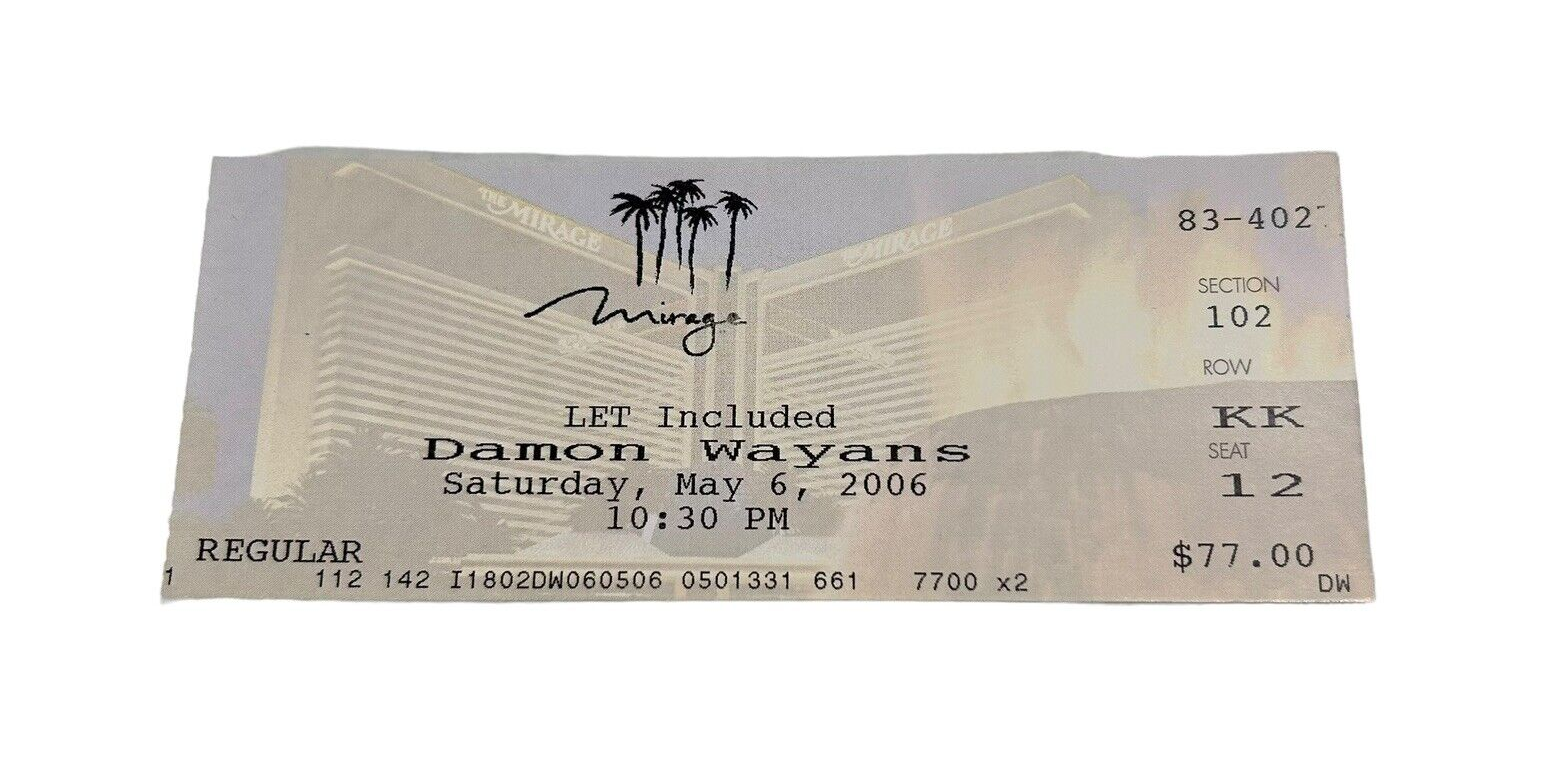 THE MIRAGE
MIRAGE
Mirage
LET Included
Damon Wayans
Saturday, May 6, 2006
10:30 PM
REGULAR
1 112 142 I1802DW060506 0501331 661 7700 x2
83-402
SECTION
102
ROW
KK
SEAT
12
$77.00
DW